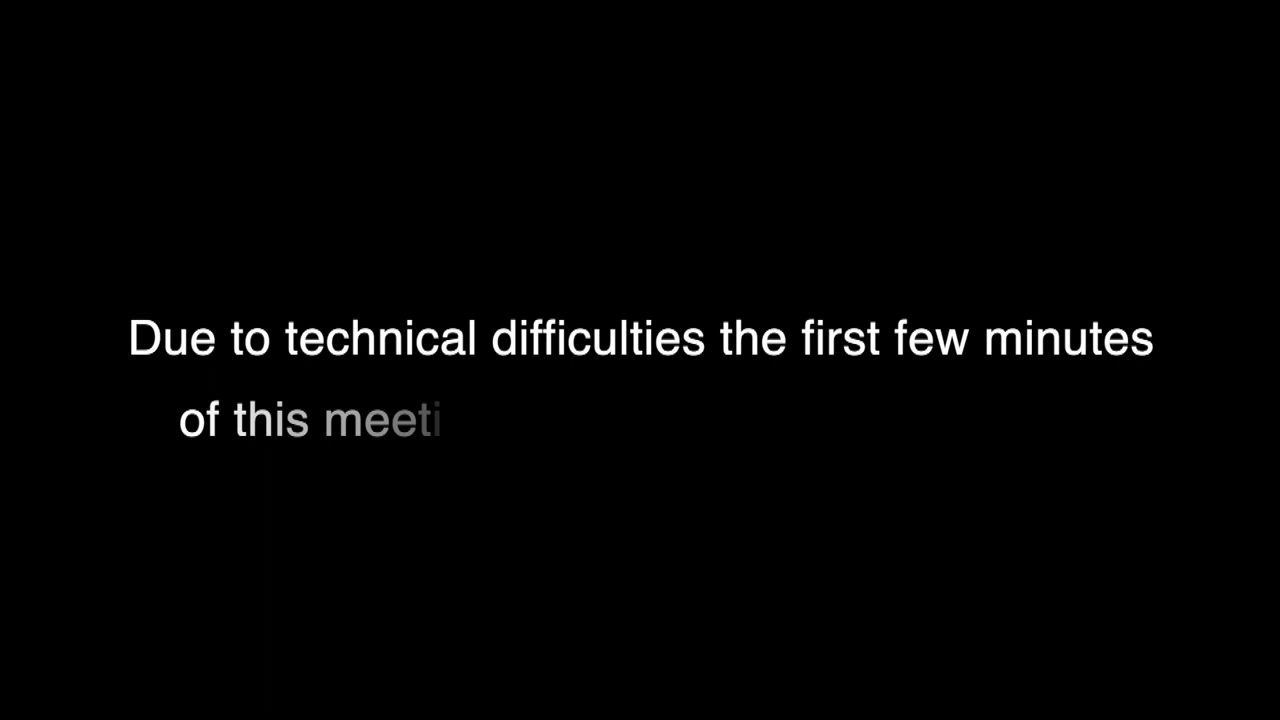 Due to technical difficulties the first few minutes
of this meeti